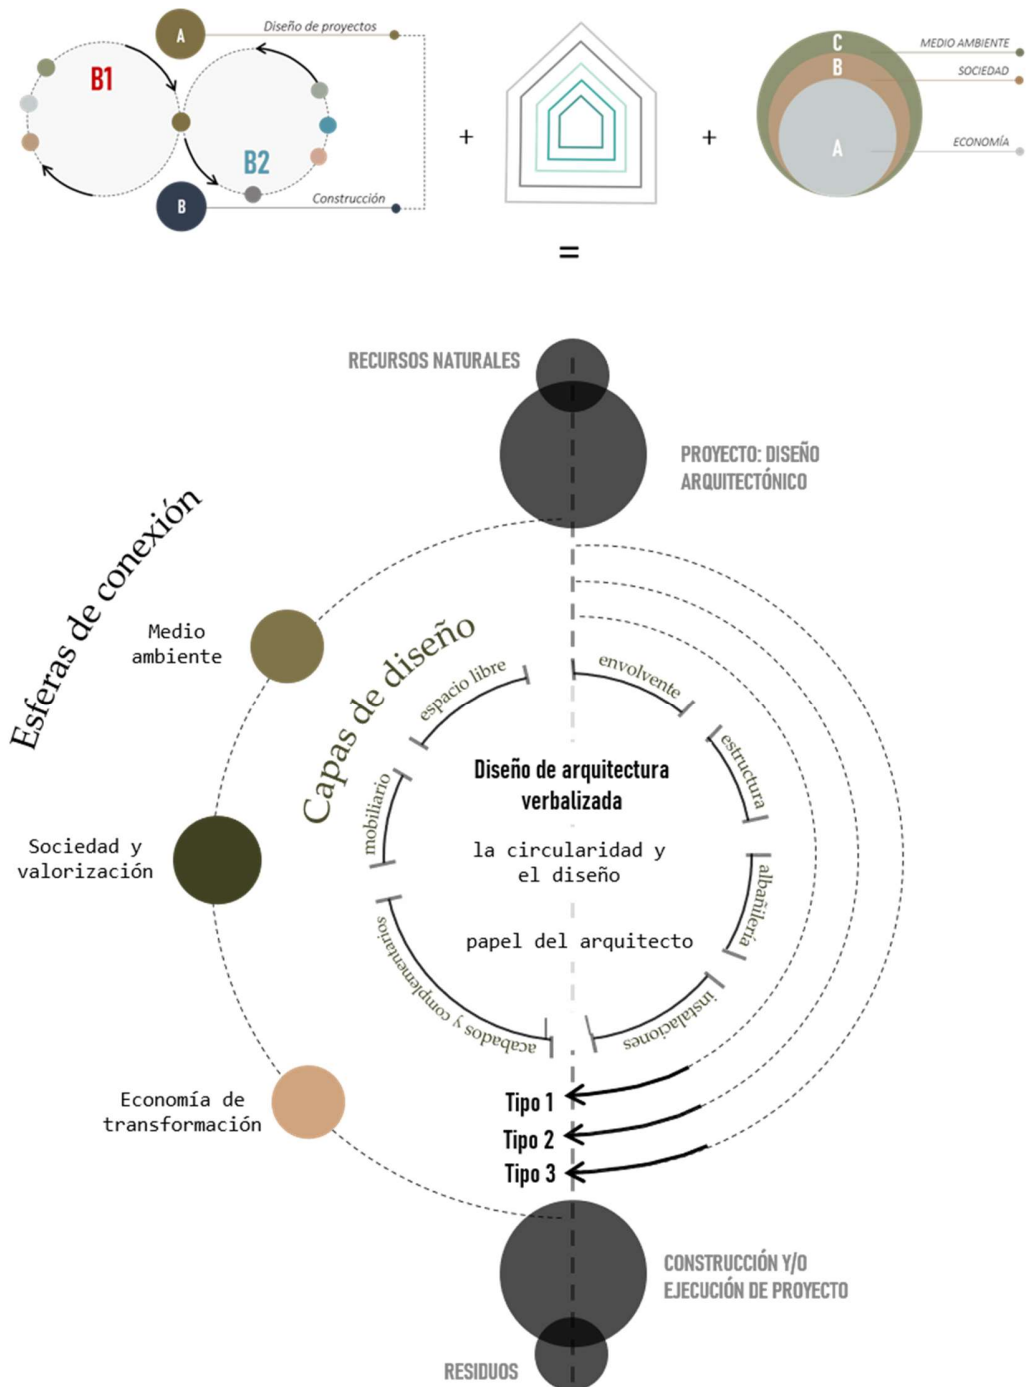 A
Diseño de proyectos
B1
B2
B
Construcción
+
+
C
B
A
MEDIO AMBIENTE
SOCIEDAD
ECONOMÍA
=
RECURSOS NATURALES
PROYECTO: DISEÑO
ARQUITECTÓNICO
Esferas de conexión
Medio
ambiente
Sociedad y
valorización
Economía de
transformación
Capas de diseño
espacio libre
envolvente
estructura
albañilería
instalaciones
acabados y complementarios
mobiliario
Diseño de arquitectura
verbalizada
la circularidad y
el diseño
papel del arquitecto
Tipo 1
Tipo 2
Tipo 3
CONSTRUCCIÓN Y/O
EJECUCIÓN DE PROYECTO
RESIDUOS